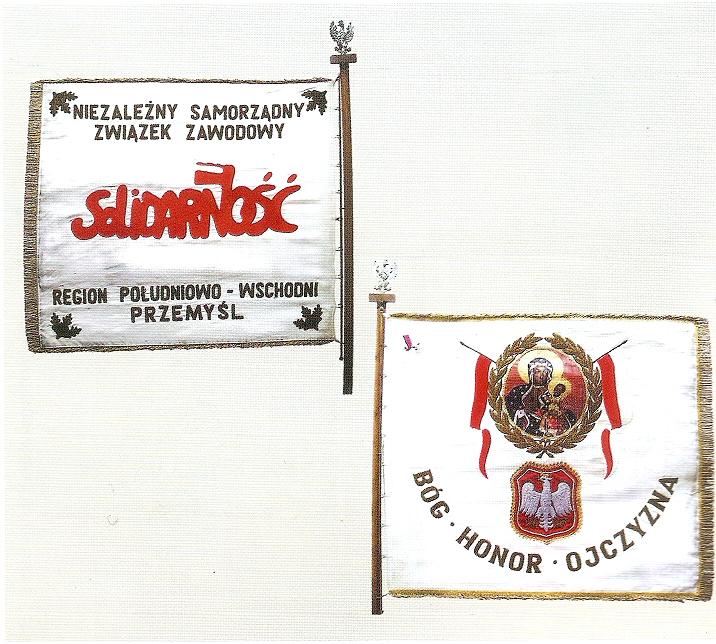 NIEZALEŻNY SAMORZĄDNY
ZWIĄZEK ZAWODOWY
SOLIDARNOŚĆ
REGION POŁUDNIOWO - WSCHODNI
PRZEMYŚL
BÓG · HONOR · OJCZYZNA